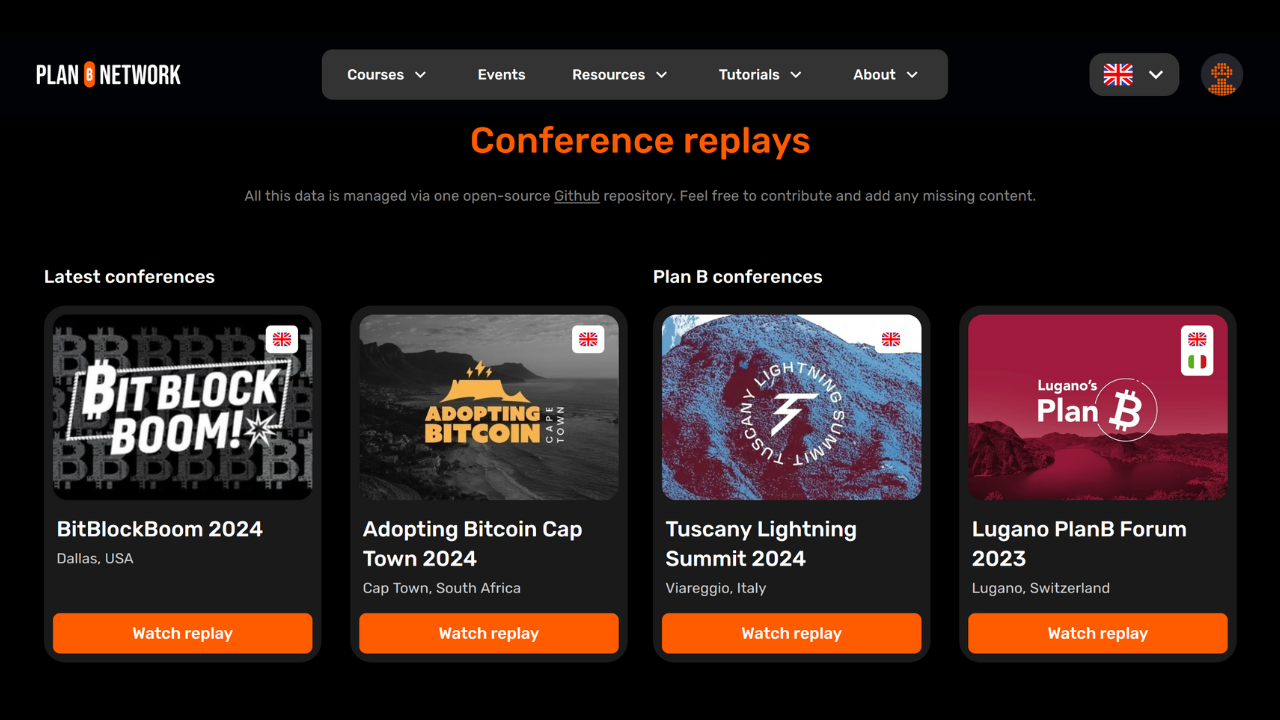 PLAN B NETWORK
Courses
Events
Resources
Tutorials
About
Conference replays
All this data is managed via one open-source Github repository. Feel free to contribute and add any missing content.
Latest conferences
BIT BLOCK
BOOM!
BitBlockBoom 2024
Dallas, USA
Watch replay
ADOPTING
BITCOIN
CAPE
TOWN
Adopting Bitcoin Cap
Town 2024
Cap Town, South Africa
Watch replay
Plan B conferences
TUSCANY LIGHTNING SUMMIT
Tuscany Lightning
Summit 2024
Viareggio, Italy
Watch replay
Lugano's
Plan ₿
Lugano PlanB Forum
2023
Lugano, Switzerland
Watch replay